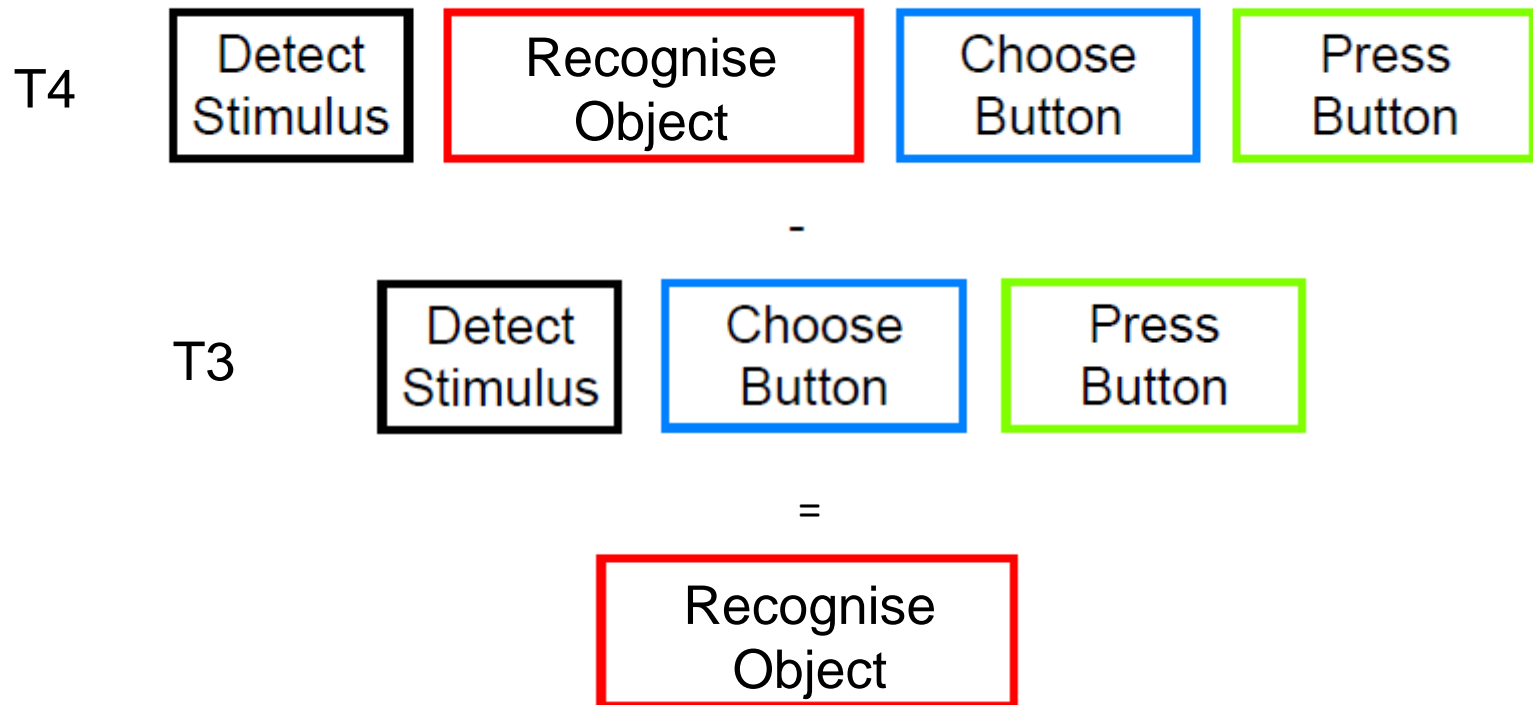 T4
Detect
Stimulus
Recognise
Object
Choose
Button
Press
Button
-
T3
Detect
Stimulus
Choose
Button
Press
Button
=
Recognise
Object